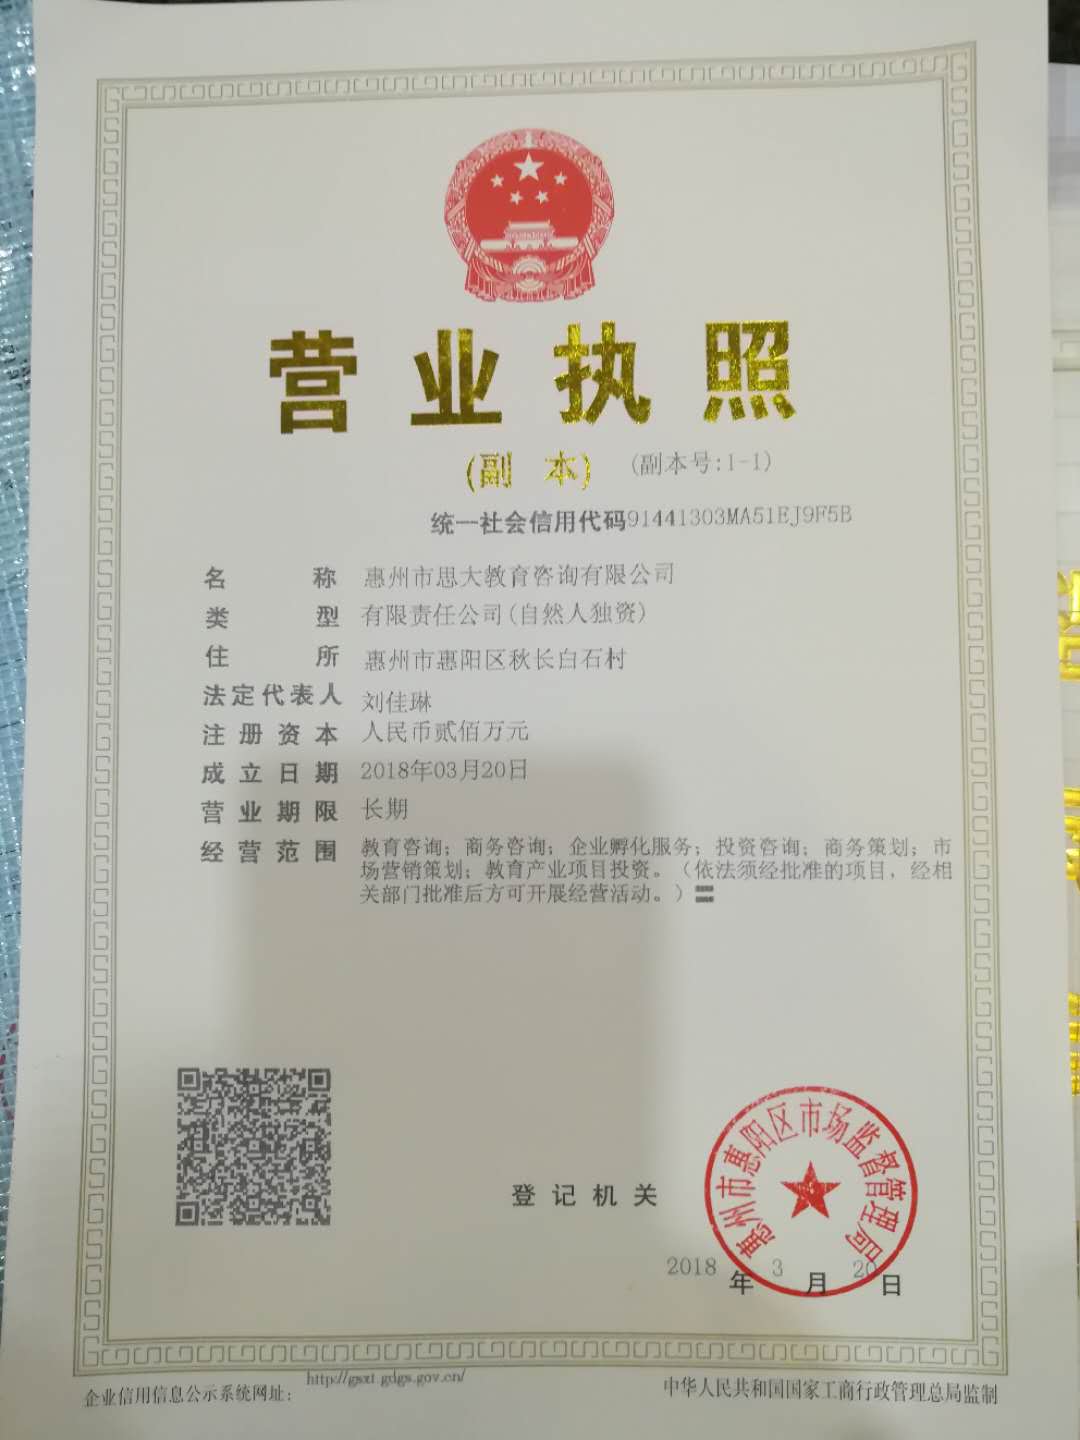 营业执照
(副 本) (副本号:1-1)
统一社会信用代码91441303MA51EJ9F5B
名称 惠州市思大教育咨询有限公司
类型 有限责任公司(自然人独资)
住所 惠州市惠阳区秋长白石村
法定代表人 刘佳琳
注册资本 人民币贰佰万元
成立日期 2018年03月20日
营业期限 长期
经营范围 教育咨询；商务咨询；企业孵化服务；投资咨询；商务策划；市
场营销策划；教育产业项目投资。（依法须经批准的项目，经相
关部门批准后方可开展经营活动。）
登记机关
惠州市惠阳区市场监督管理局
2018年3月20日
企业信用信息公示系统网址： http://gsxt.gdgs.gov.cn/
中华人民共和国国家工商行政管理总局监制